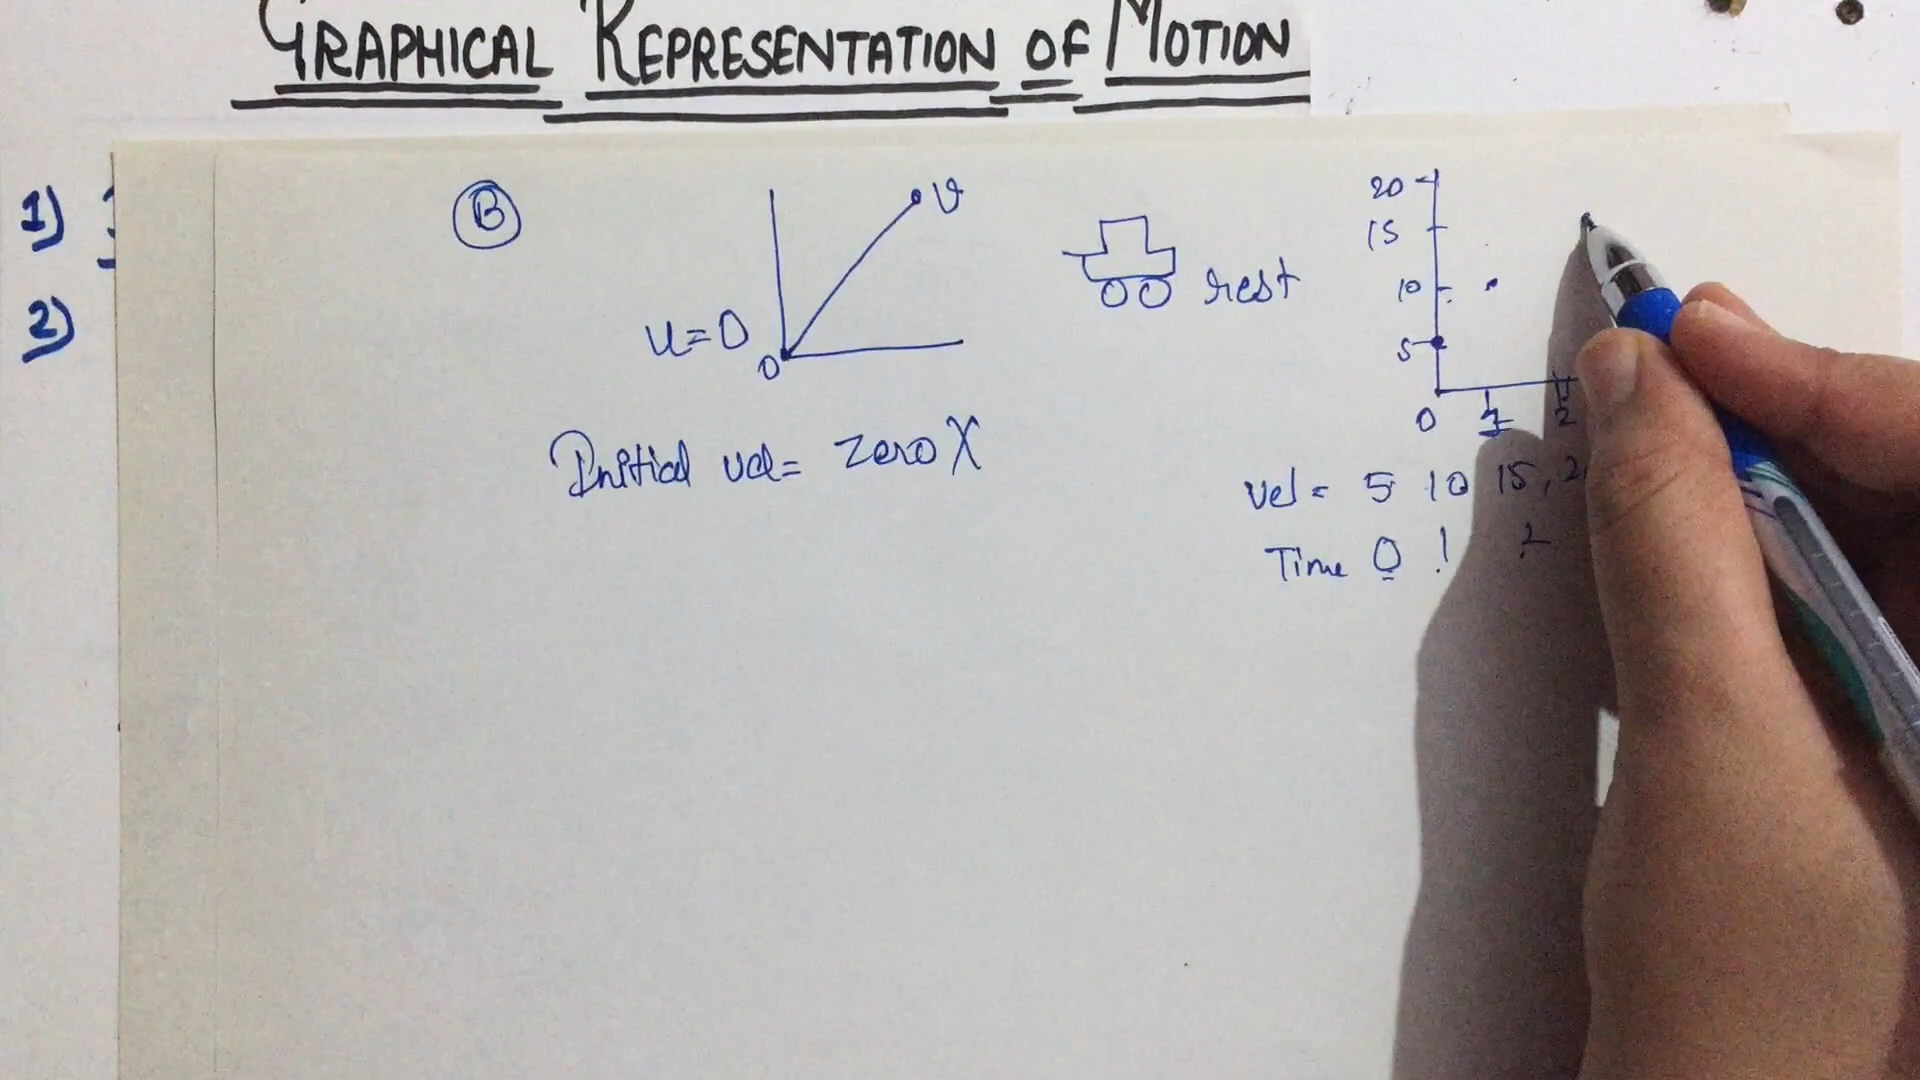 GRAPHICAL REPRESENTATION OF MOTION
1)
2)
B
v
u=0
0
rest
20
15
10
5
0 1 2
Initial vel= zero X
Vel = 5 10 15, 2
Time 0 1 2